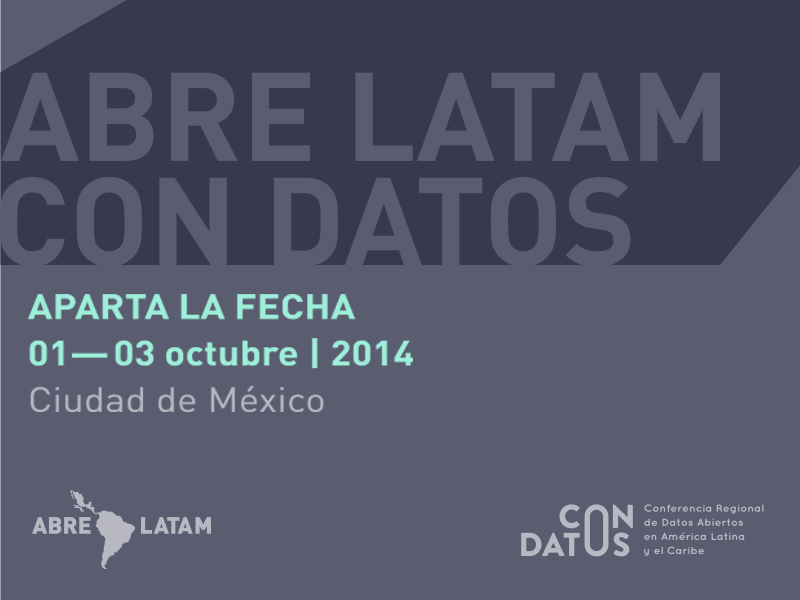 ABRE LATAM
CON DATOS
APARTA LA FECHA
01—03 octubre | 2014
Ciudad de México
ABRE LATAM
CON
DATOS
Conferencia Regional
de Datos Abiertos
en América Latina
y el Caribe